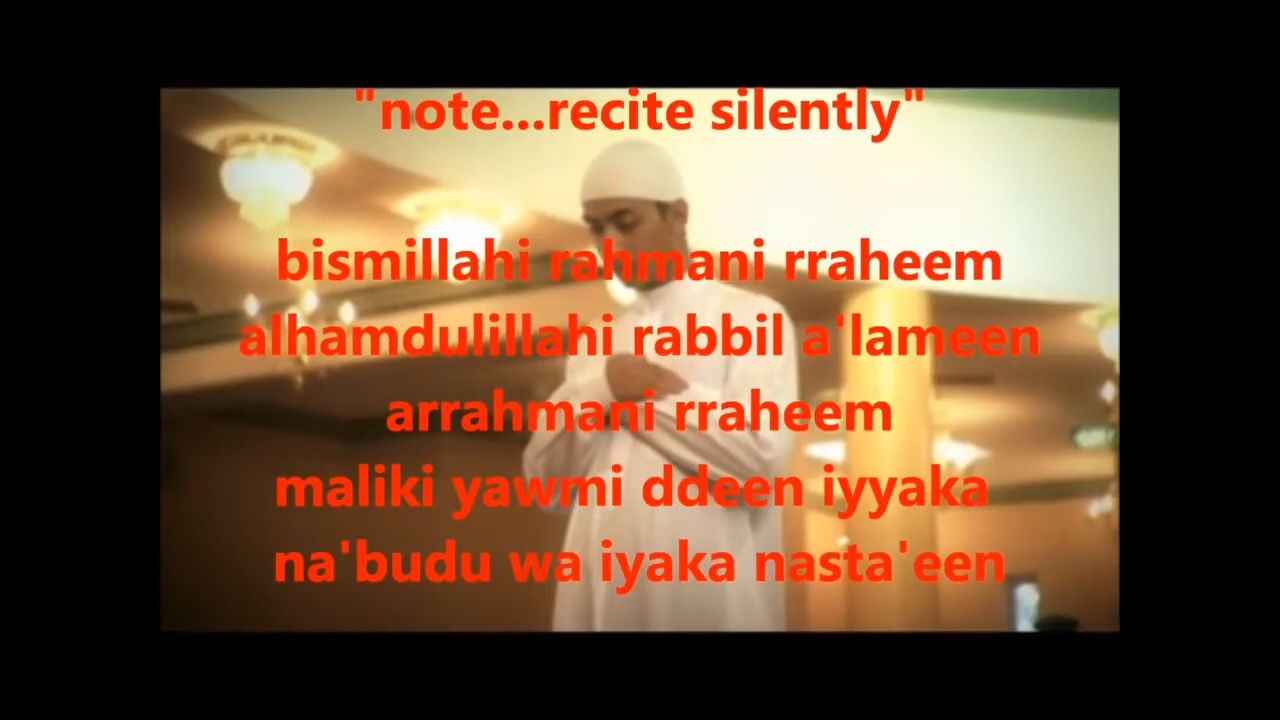 "note...recite silently"
bismillahi rahmani rraheem
alhamdulillahi rabbil a'lameen
arrahmani rraheem
maliki yawmi ddeen iyyaka
na'budu wa iyaka nasta'een